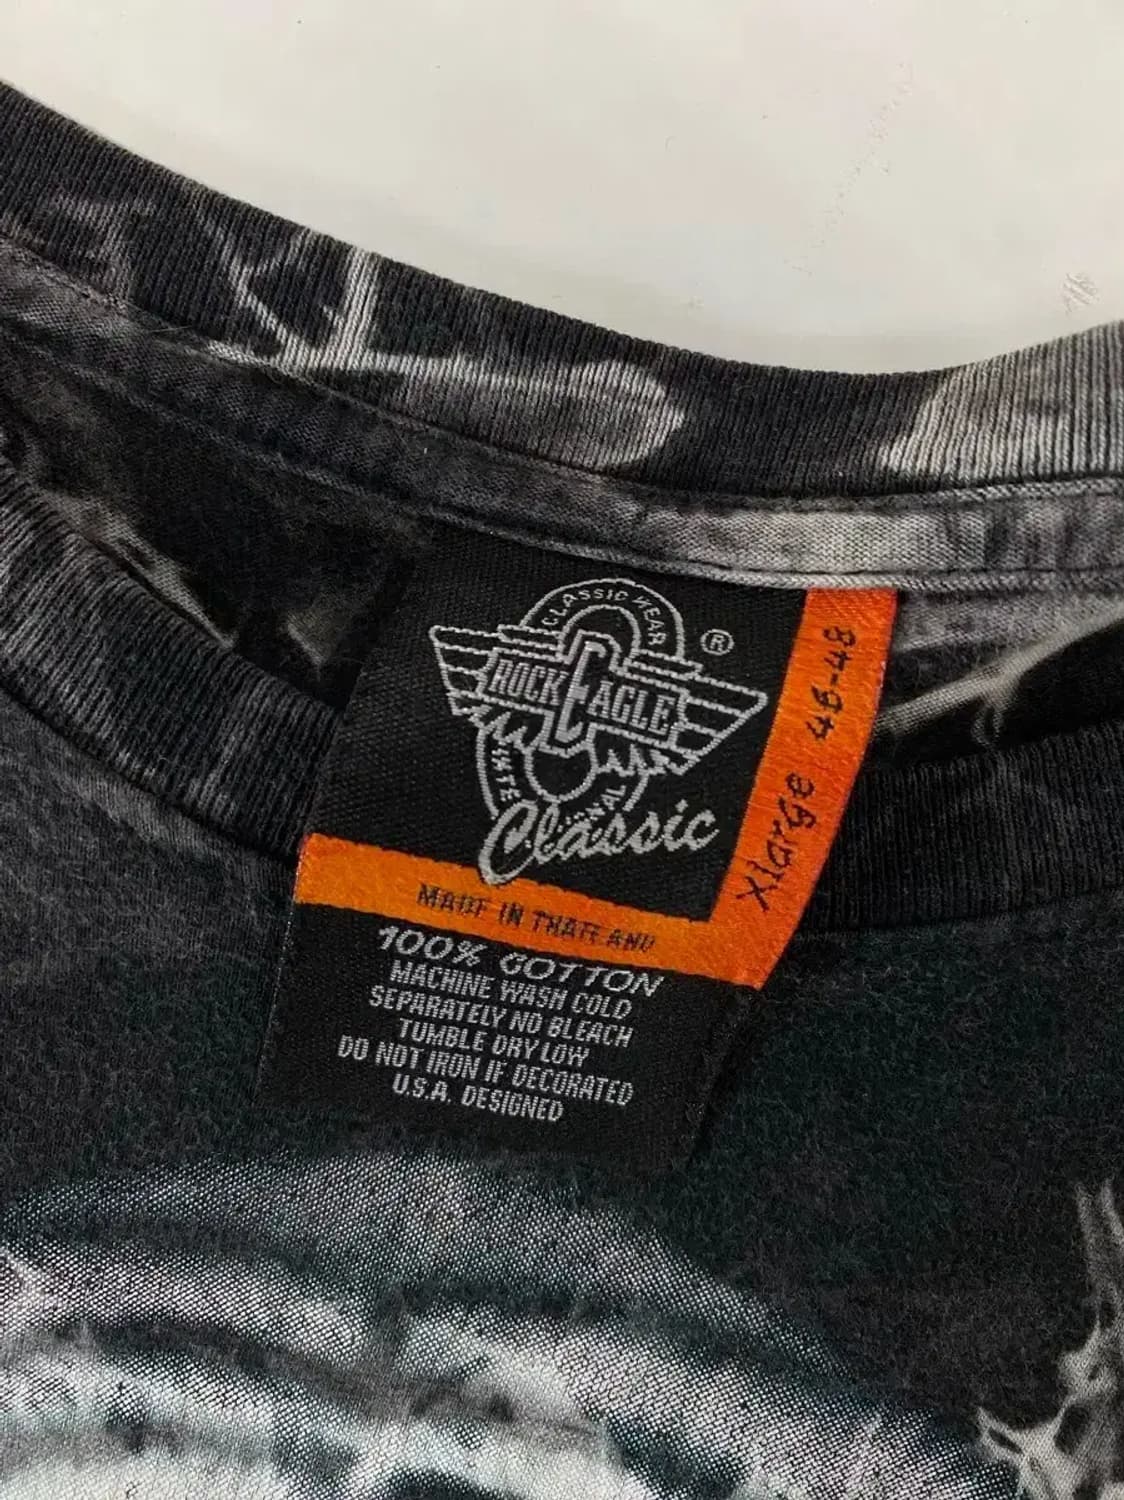 CLASSIC WEAR
®
ROCK EAGLE
Classic
Xlarge 46-48
MADE IN THAILAND
100% COTTON
MACHINE WASH COLD
SEPARATELY NO BLEACH
TUMBLE DRY LOW
DO NOT IRON IF DECORATED
U.S.A. DESIGNED